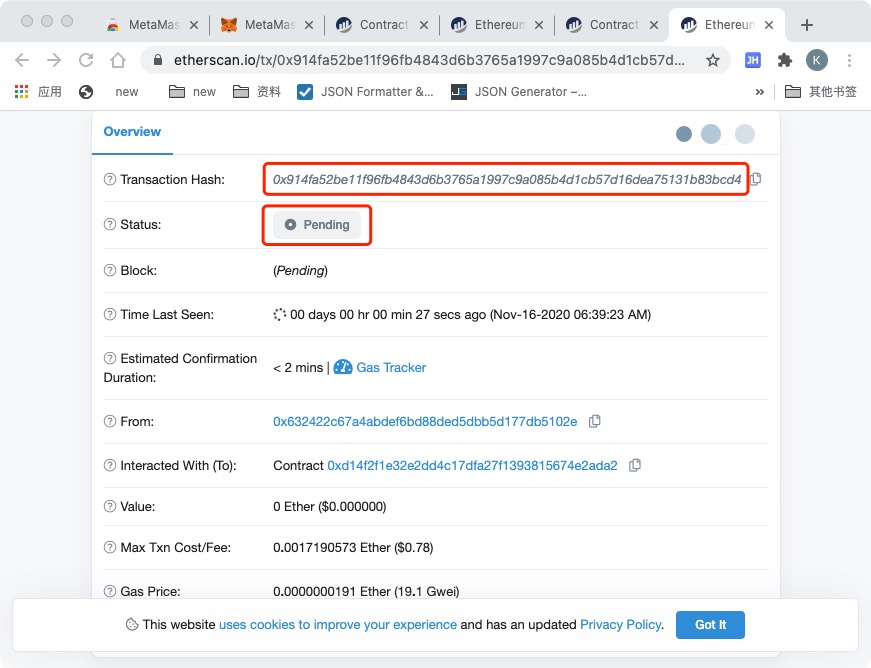 MetaMas
MetaMas
Contract
Ethereum
Contract
Ethereum
etherscan.io/tx/0x914fa52be11f96fb4843d6b3765a1997c9a085b4d1cb57d...
JH
K
应用
new
new
资料
JSON Formatter &...
JSON Generator –...
»
其他书签
Overview
Transaction Hash: 0x914fa52be11f96fb4843d6b3765a1997c9a085b4d1cb57d16dea75131b83bcd4
Status: Pending
Block: (Pending)
Time Last Seen: 00 days 00 hr 00 min 27 secs ago (Nov-16-2020 06:39:23 AM)
Estimated Confirmation
Duration:
< 2 mins | Gas Tracker
From: 0x632422c67a4abdef6bd88ded5dbb5d177db5102e
Interacted With (To): Contract 0xd14f2f1e32e2dd4c17dfa27f1393815674e2ada2
Value: 0 Ether ($0.000000)
Max Txn Cost/Fee: 0.0017190573 Ether ($0.78)
Gas Price: 0.0000000191 Ether (19.1 Gwei)
This website uses cookies to improve your experience and has an updated Privacy Policy.
Got It